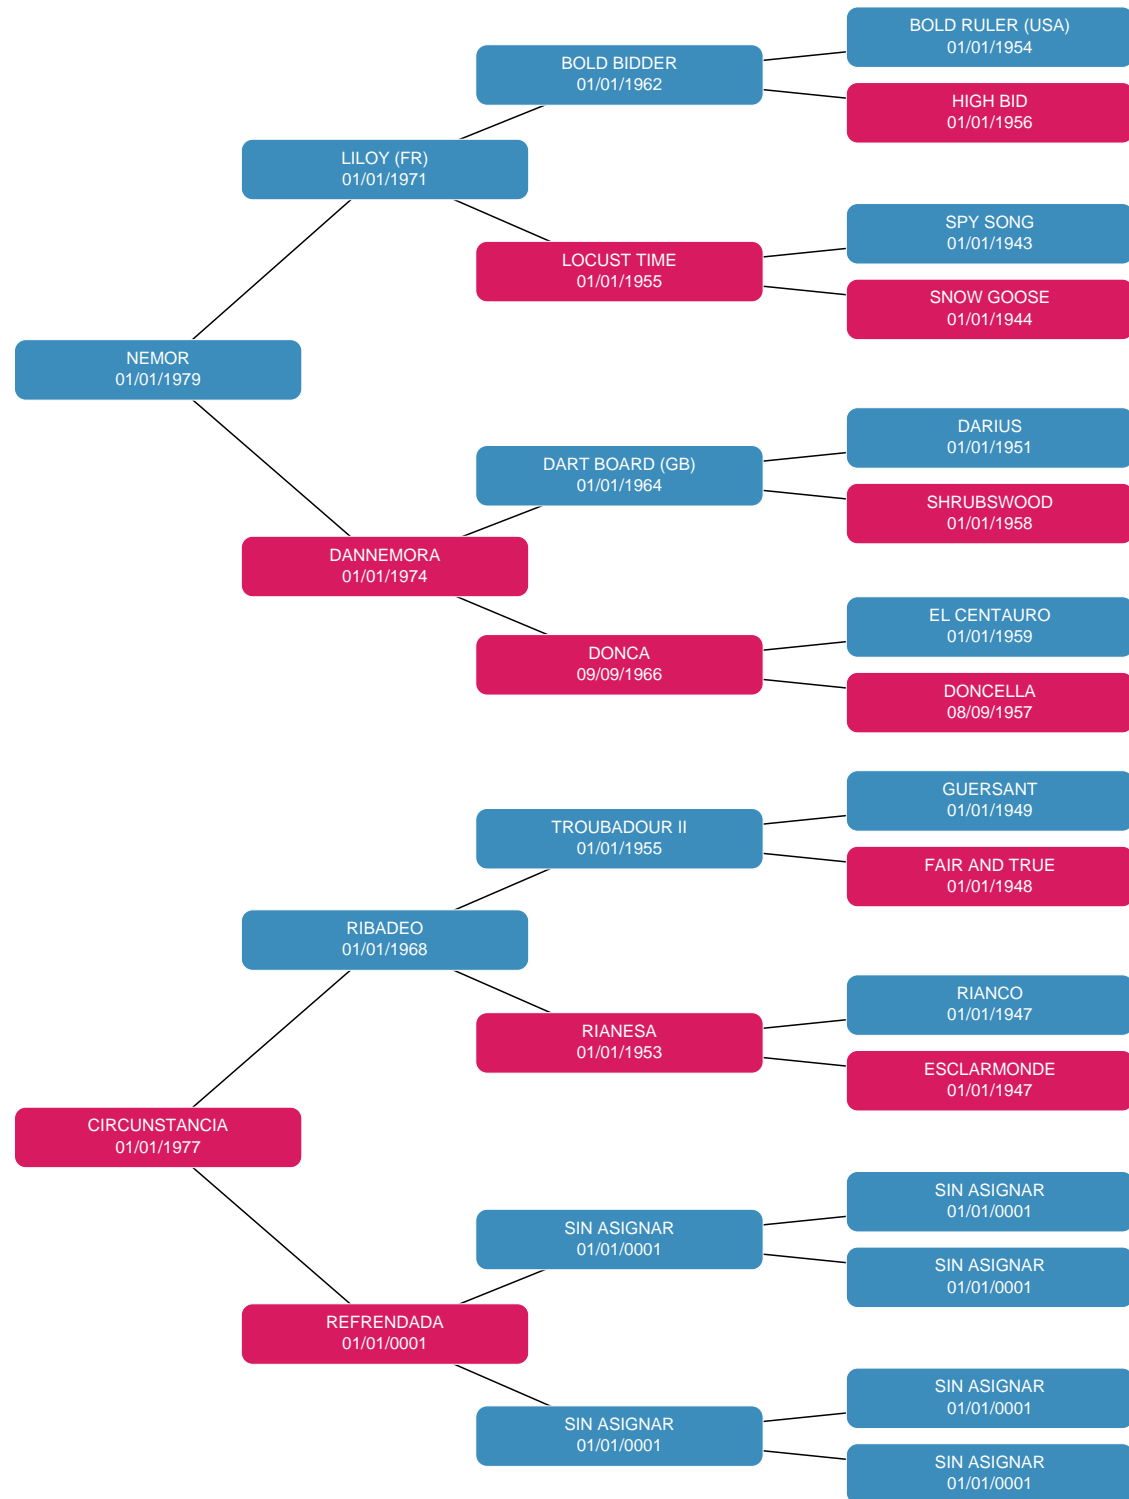 BOLD RULER (USA)
01/01/1954
BOLD BIDDER
01/01/1962
HIGH BID
01/01/1956
LILOY (FR)
01/01/1971
SPY SONG
01/01/1943
LOCUST TIME
01/01/1955
SNOW GOOSE
01/01/1944
NEMOR
01/01/1979
DARIUS
01/01/1951
DART BOARD (GB)
01/01/1964
SHRUBSWOOD
01/01/1958
DANNEMORA
01/01/1974
EL CENTAURO
01/01/1959
DONCA
09/09/1966
DONCELLA
08/09/1957
GUERSANT
01/01/1949
TROUBADOUR II
01/01/1955
FAIR AND TRUE
01/01/1948
RIBADEO
01/01/1968
RIANCO
01/01/1947
RIANESA
01/01/1953
ESCLARMONDE
01/01/1947
CIRCUNSTANCIA
01/01/1977
SIN ASIGNAR
01/01/0001
SIN ASIGNAR
01/01/0001
SIN ASIGNAR
01/01/0001
REFRENDADA
01/01/0001
SIN ASIGNAR
01/01/0001
SIN ASIGNAR
01/01/0001
SIN ASIGNAR
01/01/0001